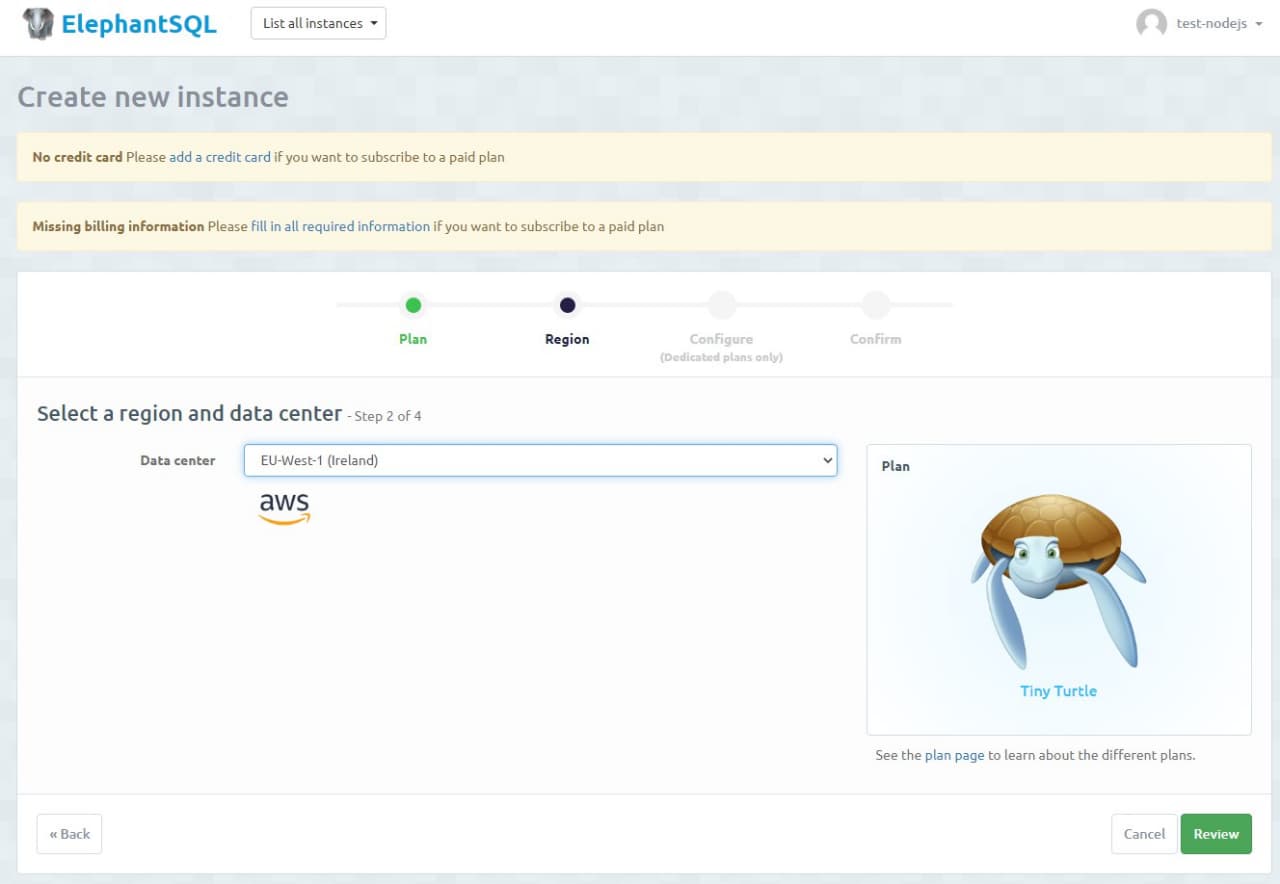 ElephantSQL
List all instances
test-nodejs
Create new instance
No credit card Please add a credit card if you want to subscribe to a paid plan
Missing billing information Please fill in all required information if you want to subscribe to a paid plan
Plan
Region
Configure
(Dedicated plans only)
Confirm
Select a region and data center - Step 2 of 4
Data center
EU-West-1 (Ireland)
aws
Plan
Tiny Turtle
See the plan page to learn about the different plans.
« Back
Cancel
Review